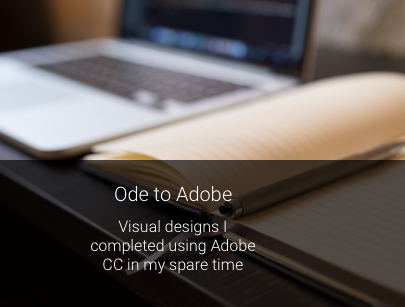 Ode to Adobe
Visual designs I
completed using Adobe
CC in my spare time